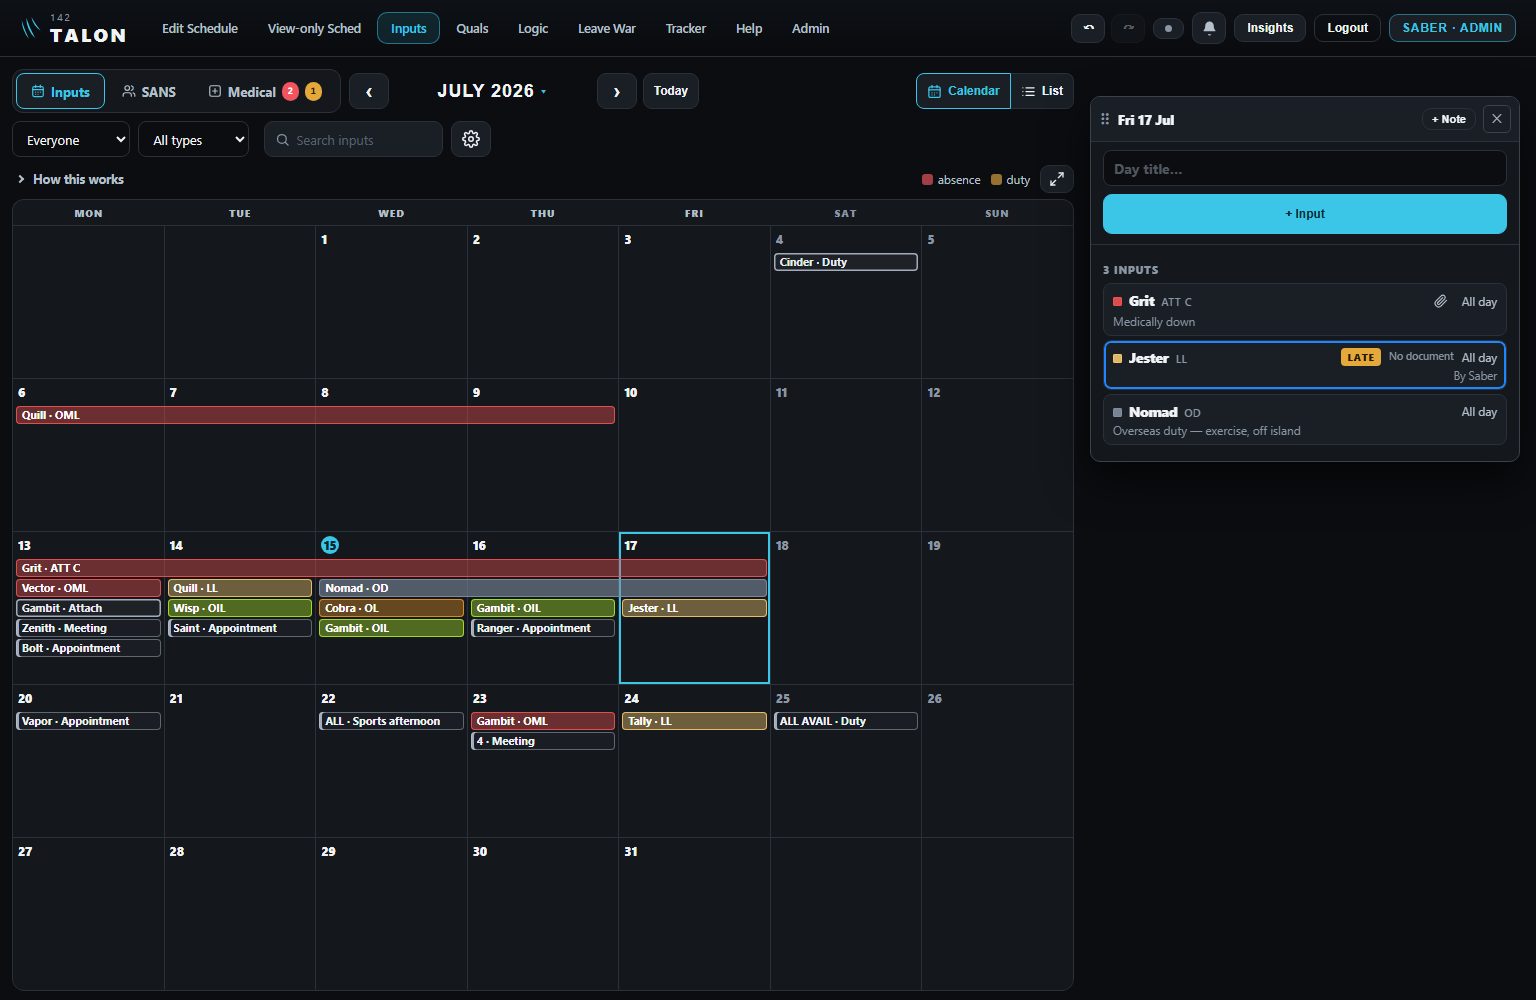 142
TALON
Edit Schedule
View-only Sched
Inputs
Quals
Logic
Leave War
Tracker
Help
Admin
Insights
Logout
SABER · ADMIN
Inputs
SANS
Medical 2 1
‹
JULY 2026
›
Today
Calendar
List
Everyone
All types
Search inputs
How this works
absence
duty
MON TUE WED THU FRI SAT SUN
1 2 3 4 5
Cinder · Duty
6 7 8 9 10 11 12
Quill · OML
13 14 15 16 17 18 19
Grit · ATT C
Vector · OML
Quill · LL
Nomad · OD
Gambit · Attach
Wisp · OIL
Cobra · OL
Gambit · OIL
Jester · LL
Zenith · Meeting
Saint · Appointment
Gambit · OIL
Ranger · Appointment
Bolt · Appointment
20 21 22 23 24 25 26
Vapor · Appointment
ALL · Sports afternoon
Gambit · OML
Tally · LL
ALL AVAIL · Duty
4 · Meeting
27 28 29 30 31
Fri 17 Jul
+ Note
Day title...
+ Input
3 INPUTS
Grit ATT C All day
Medically down
Jester LL LATE No document All day
By Saber
Nomad OD All day
Overseas duty — exercise, off island